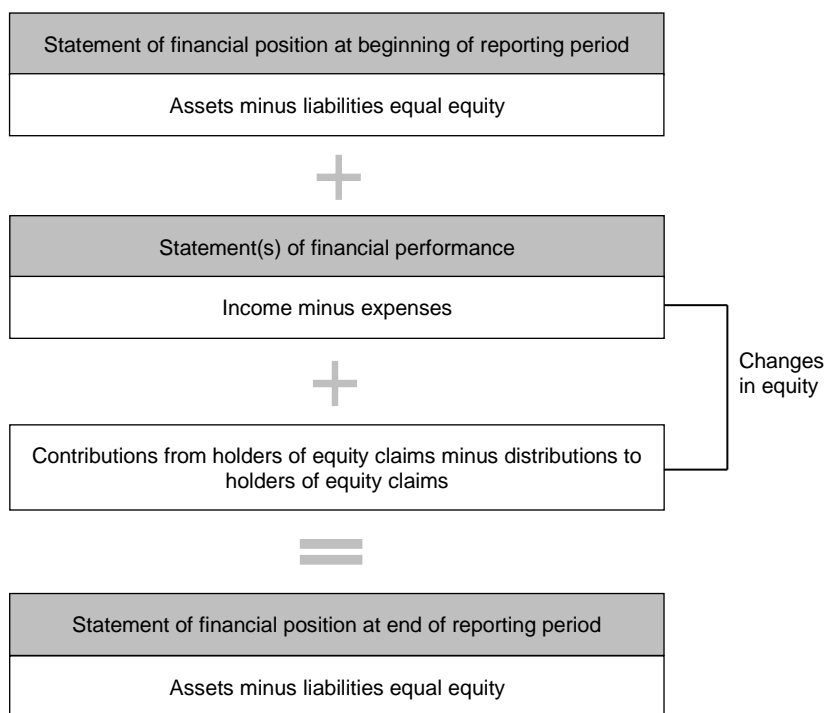 Statement of financial position at beginning of reporting period
Assets minus liabilities equal equity
+
Statement(s) of financial performance
Income minus expenses
Changes
in equity
+
Contributions from holders of equity claims minus distributions to
holders of equity claims
=
Statement of financial position at end of reporting period
Assets minus liabilities equal equity